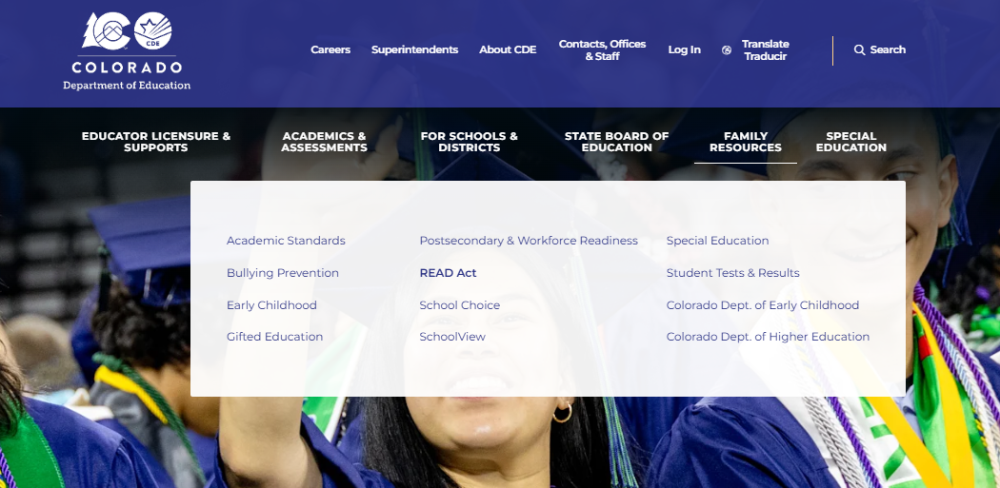 CDE
COLORADO
Department of Education
Careers
Superintendents
About CDE
Contacts, Offices
& Staff
Log In
Translate
Traducir
Search
EDUCATOR LICENSURE &
SUPPORTS
ACADEMICS &
ASSESSMENTS
FOR SCHOOLS &
DISTRICTS
STATE BOARD OF
EDUCATION
FAMILY
RESOURCES
SPECIAL
EDUCATION
Academic Standards
Bullying Prevention
Early Childhood
Gifted Education
Postsecondary & Workforce Readiness
READ Act
School Choice
SchoolView
Special Education
Student Tests & Results
Colorado Dept. of Early Childhood
Colorado Dept. of Higher Education